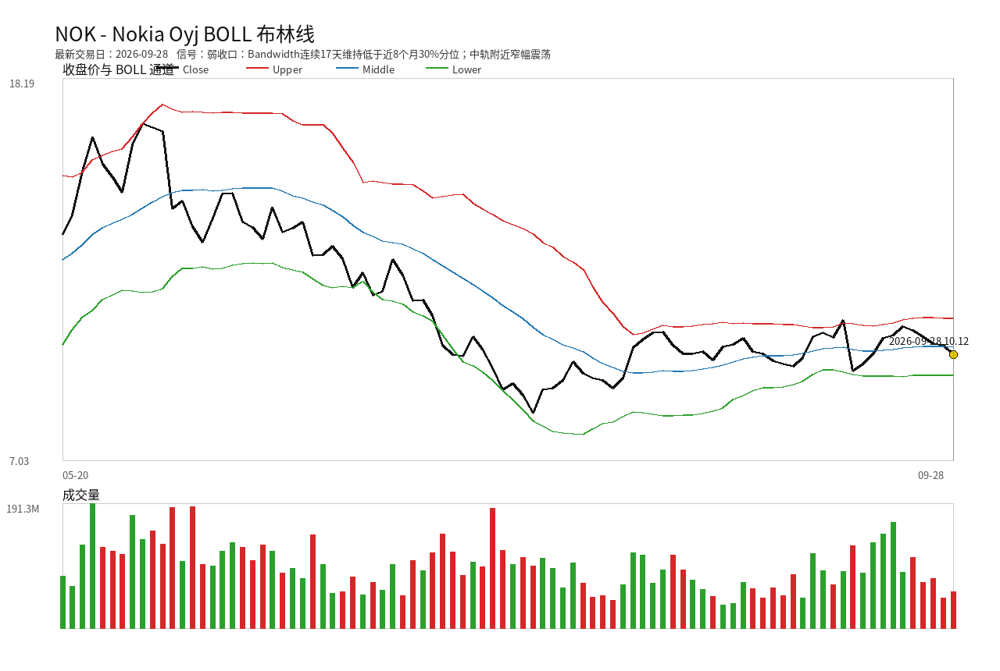 NOK - Nokia Oyj BOLL 布林线
最新交易日：2026-09-28 信号：弱收口：Bandwidth连续17天维持低于近8个月30%分位；中轨附近窄幅震荡
收盘价与 BOLL 通道 Close Upper Middle Lower
18.19
2026-09-28 10.12
7.03
05-20 09-28
成交量
191.3M